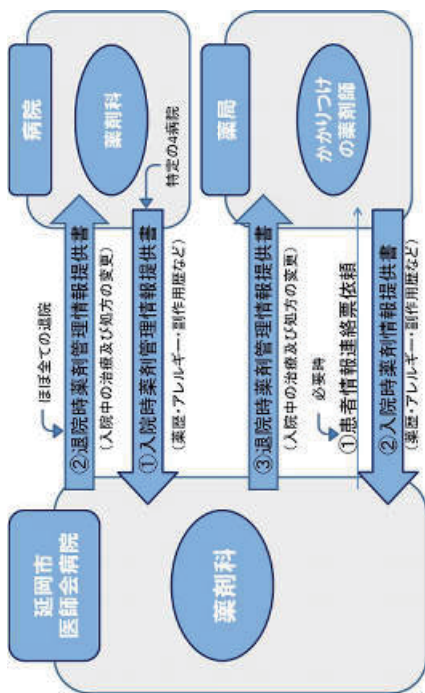 延岡市
医師会病院
薬剤科
病院
薬剤科
特定の4病院
ほぼ全ての退院
②退院時薬剤管理情報提供書
(入院中の治療及び処方の変更)
①入院時薬剤管理情報提供書
(薬歴・アレルギー・副作用歴など)
薬局
かかりつけ
の薬剤師
③退院時薬剤管理情報提供書
(入院中の治療及び処方の変更)
必要時
①患者情報連絡票依頼
②入院時薬剤情報提供書
(薬歴・アレルギー・副作用歴など)